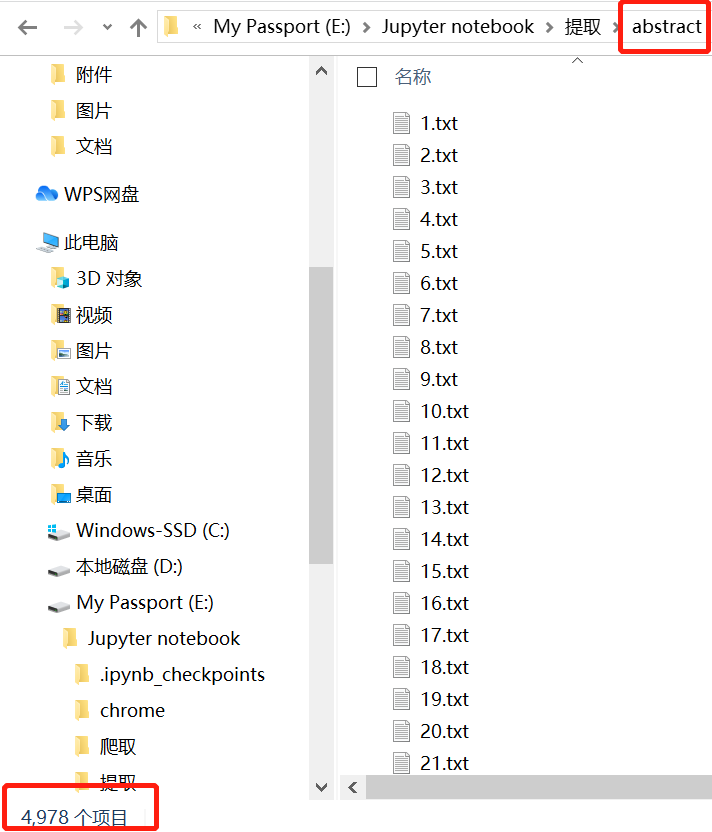 « My Passport (E:) > Jupyter notebook > 提取 > abstract
附件
图片
文档
WPS网盘
此电脑
3D 对象
视频
图片
文档
下载
音乐
桌面
Windows-SSD (C:)
本地磁盘 (D:)
My Passport (E:)
Jupyter notebook
.ipynb_checkpoints
chrome
爬取
提取
名称
1.txt
2.txt
3.txt
4.txt
5.txt
6.txt
7.txt
8.txt
9.txt
10.txt
11.txt
12.txt
13.txt
14.txt
15.txt
16.txt
17.txt
18.txt
19.txt
20.txt
21.txt
4,978 个项目